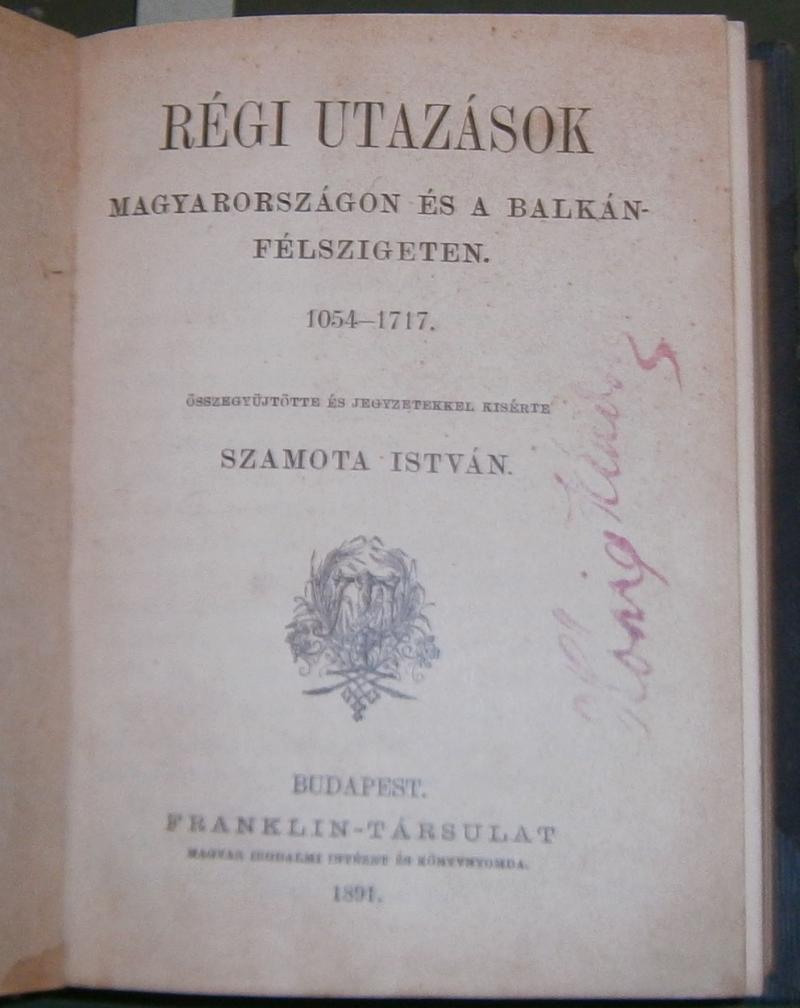 RÉGI UTAZÁSOK
MAGYARORSZÁGON ÉS A BALKÁN-
FÉLSZIGETEN.
1054—1717.
ÖSSZEGYŰJTÖTTE ÉS JEGYZETEKKEL KISÉRTE
SZAMOTA ISTVÁN.
BUDAPEST.
FRANKLIN-TÁRSULAT
MAGYAR IRODALMI INTÉZET ÉS KÖNYVNYOMDA.
1891.
König